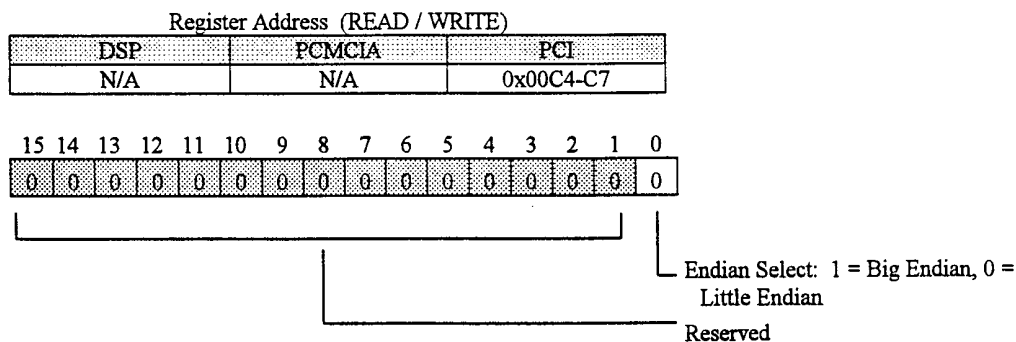 Register Address (READ / WRITE)
DSP PCMCIA PCI
N/A N/A 0x00C4-C7
15 14 13 12 11 10 9 8 7 6 5 4 3 2 1 0
0 0 0 0 0 0 0 0 0 0 0 0 0 0 0 0
Endian Select: 1 = Big Endian, 0 =
Little Endian
Reserved